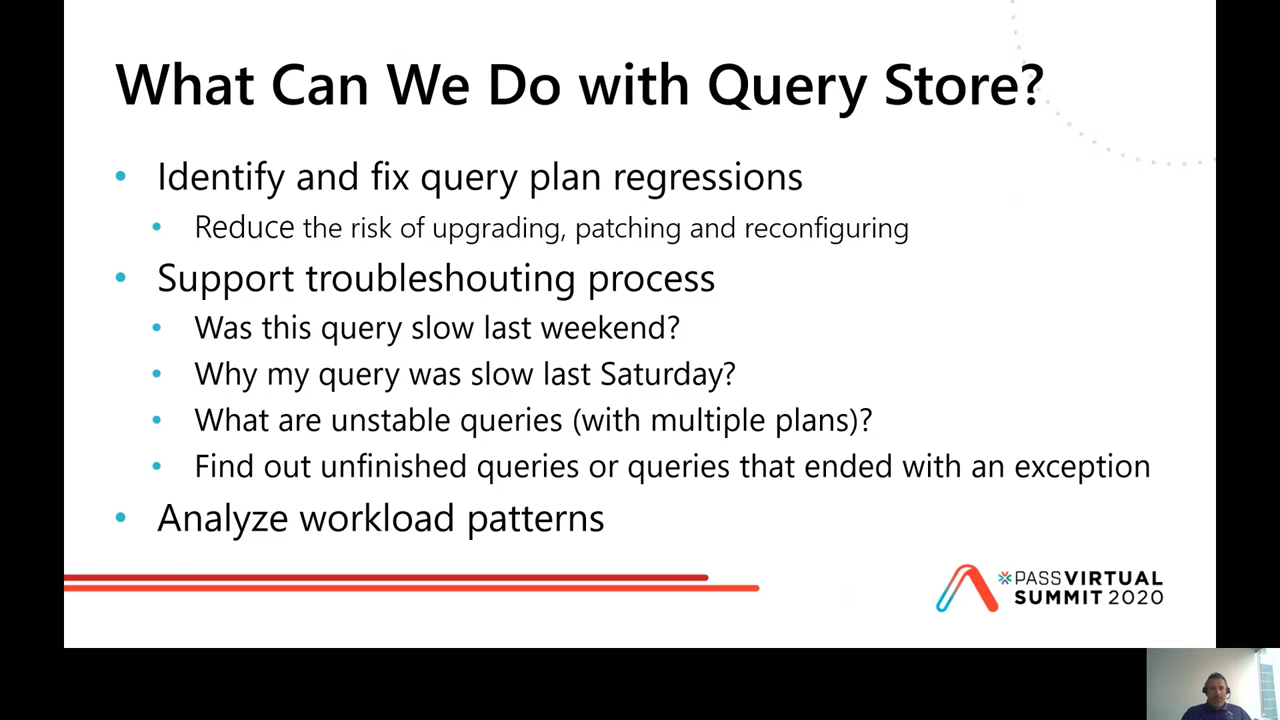 What Can We Do with Query Store?
• Identify and fix query plan regressions
• Reduce the risk of upgrading, patching and reconfiguring
• Support troubleshouting process
• Was this query slow last weekend?
• Why my query was slow last Saturday?
• What are unstable queries (with multiple plans)?
• Find out unfinished queries or queries that ended with an exception
• Analyze workload patterns
PASS VIRTUAL
SUMMIT 2020